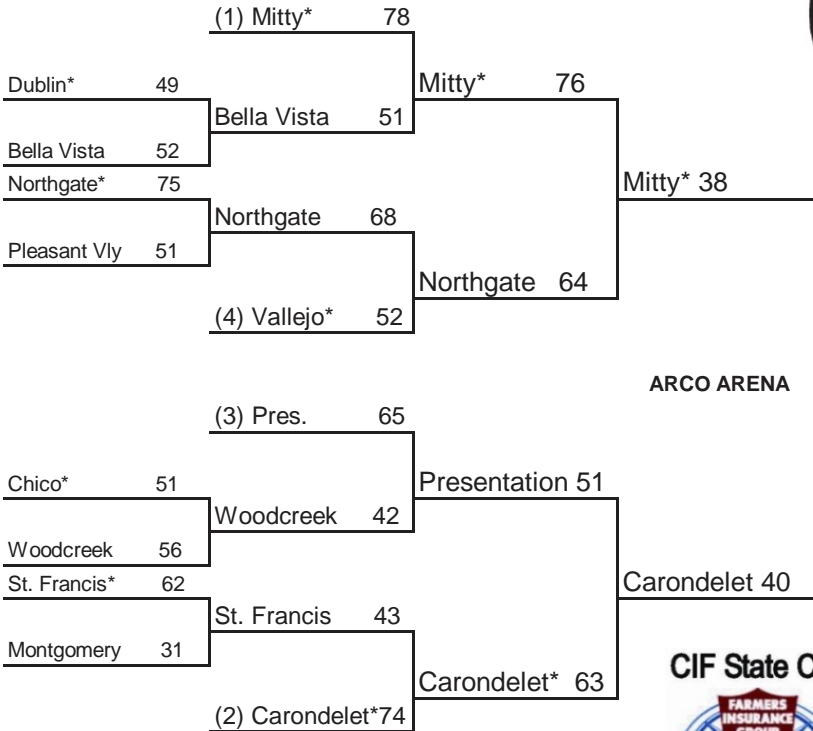 (1) Mitty* 78
Dublin* 49
Mitty* 76
Bella Vista 51
Bella Vista 52
Northgate* 75
Mitty* 38
Northgate 68
Pleasant Vly 51
Northgate 64
(4) Vallejo* 52
ARCO ARENA
(3) Pres. 65
Chico* 51
Presentation 51
Woodcreek 42
Woodcreek 56
St. Francis* 62
Carondelet 40
St. Francis 43
Montgomery 31
CIF State C
Carondelet* 63
FARMERS
INSURANCE
GROUP
(2) Carondelet*74